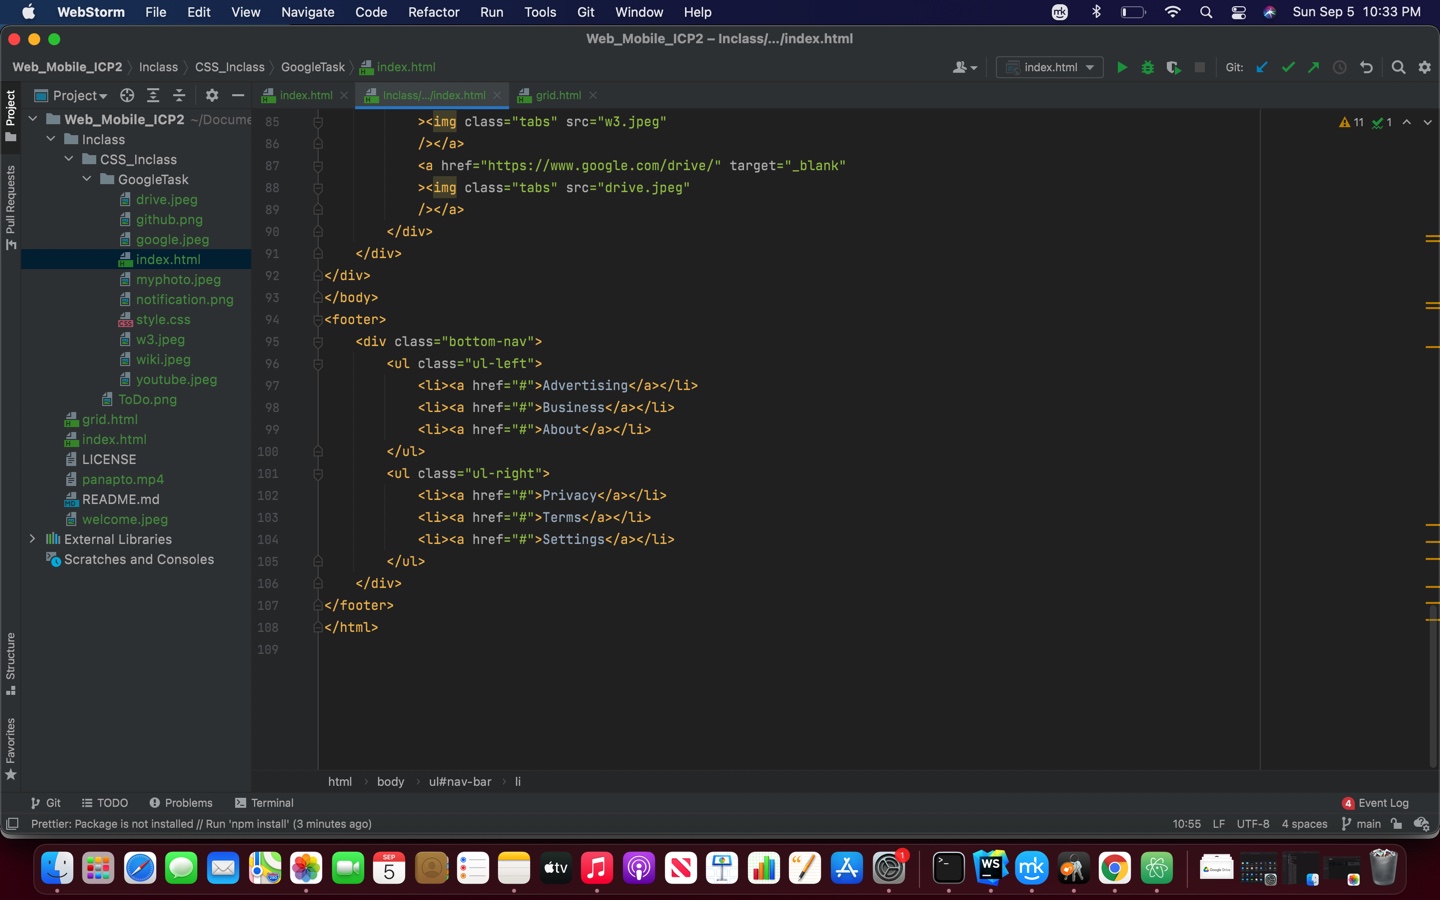 WebStorm File Edit View Navigate Code Refactor Run Tools Git Window Help mk Sun Sep 5 10:33 PM
Web_Mobile_ICP2 – Inclass/.../index.html
Web_Mobile_ICP2 Inclass CSS_Inclass GoogleTask index.html index.html Git:
Project Project index.html Inclass/.../index.html grid.html
Web_Mobile_ICP2 ~/Docume
Inclass
CSS_Inclass
GoogleTask
drive.jpeg
github.png
google.jpeg
index.html
myphoto.jpeg
notification.png
style.css
w3.jpeg
wiki.jpeg
youtube.jpeg
ToDo.png
grid.html
index.html
LICENSE
panapto.mp4
README.md
welcome.jpeg
External Libraries
Scratches and Consoles
Pull Requests
Structure
Favorites
11 1
85 ><img class="tabs" src="w3.jpeg"
86 /></a>
87 <a href="https://www.google.com/drive/" target="_blank"
88 ><img class="tabs" src="drive.jpeg"
89 /></a>
90 </div>
91 </div>
92 </div>
93 </body>
94 <footer>
95 <div class="bottom-nav">
96 <ul class="ul-left">
97 <li><a href="#">Advertising</a></li>
98 <li><a href="#">Business</a></li>
99 <li><a href="#">About</a></li>
100 </ul>
101 <ul class="ul-right">
102 <li><a href="#">Privacy</a></li>
103 <li><a href="#">Terms</a></li>
104 <li><a href="#">Settings</a></li>
105 </ul>
106 </div>
107 </footer>
108 </html>
109
html body ul#nav-bar li
Git TODO Problems Terminal 4 Event Log
Prettier: Package is not installed // Run 'npm install' (3 minutes ago) 10:55 LF UTF-8 4 spaces main
SEP 5 tv 1 WS mk Google Drive